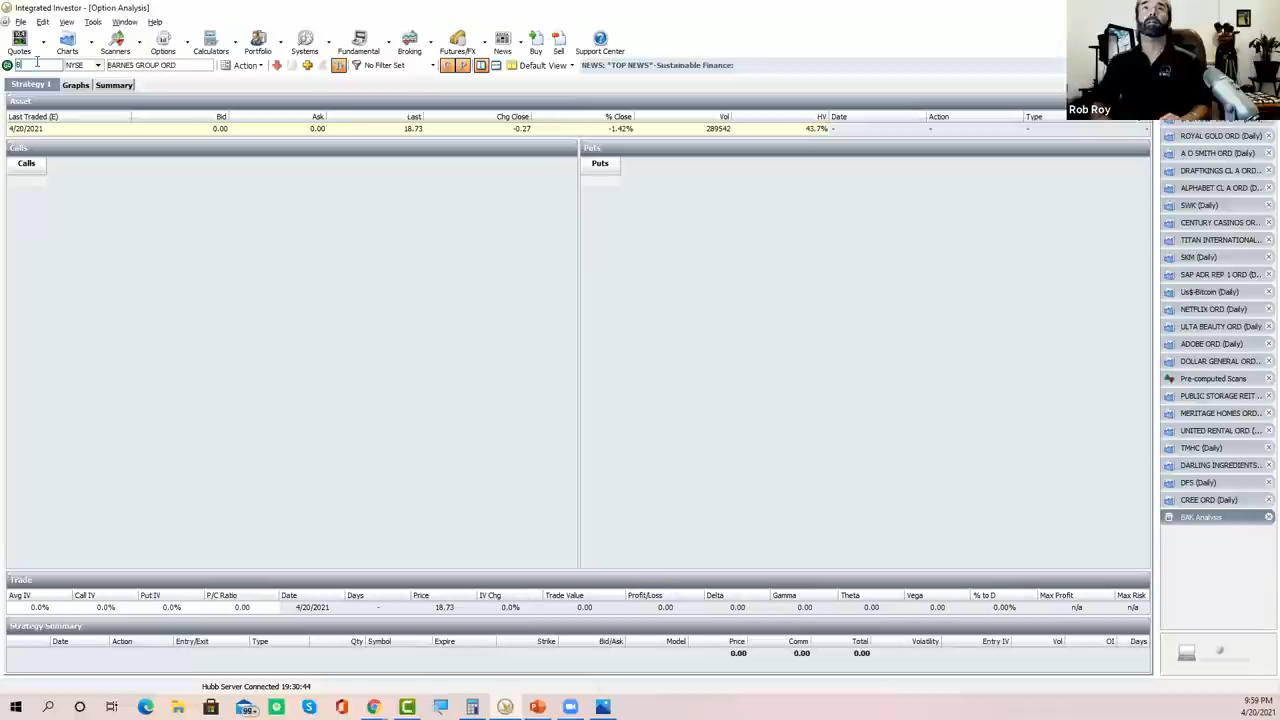 Integrated Investor - [Option Analysis]
File Edit View Tools Window Help
Quotes Charts Scanners Options Calculators Portfolio Systems Fundamental Broking Futures/FX News Buy Sell Support Center
B NYSE BARNES GROUP ORD Action No Filter Set C P Default View NEWS: "TOP NEWS"-Sustainable Finance:
Rob Roy
Strategy 1 Graphs Summary
Asset
Last Traded (E) Bid Ask Last Chg Close % Close Vol HV Date Action Type
4/20/2021 0.00 0.00 18.73 -0.27 -1.42% 289542 43.7% - - -
Calls Puts
Calls Puts
ROYAL GOLD ORD (Daily)
A O SMITH ORD (Daily)
DRAFTKINGS CL A ORD...
ALPHABET CL A ORD (D...
SWK (Daily)
CENTURY CASINOS OR...
TITAN INTERNATIONAL...
SKM (Daily)
SAP ADR REP 1 ORD (D...
Us$-Bitcoin (Daily)
NETFLIX ORD (Daily)
ULTA BEAUTY ORD (Daily
ADOBE ORD (Daily)
DOLLAR GENERAL ORD...
Pre-computed Scans
PUBLIC STORAGE REIT ...
MERITAGE HOMES ORD...
UNITED RENTAL ORD (...
TMHC (Daily)
DARLING INGREDIENTS...
DFS (Daily)
CREE ORD (Daily)
BAK Analysis
Trade
Avg IV Call IV Put IV P/C Ratio Date Days Price IV Chg Trade Value Profit/Loss Delta Gamma Theta Vega % to D Max Profit Max Risk
0.0% 0.0% 0.0% 0.00 4/20/2021 - 18.73 0.0% 0.00 0.00 0.00 0.00 0.00 0.00 0.00% n/a n/a
Strategy Summary
Date Action Entry/Exit Type Qty Symbol Expire Strike Bid/Ask Model Price Comm Total Volatility Entry IV Vol OI Days
0.00 0.00 0.00
Hubb Server Connected 19:30:44
99+
9:59 PM
4/20/2021